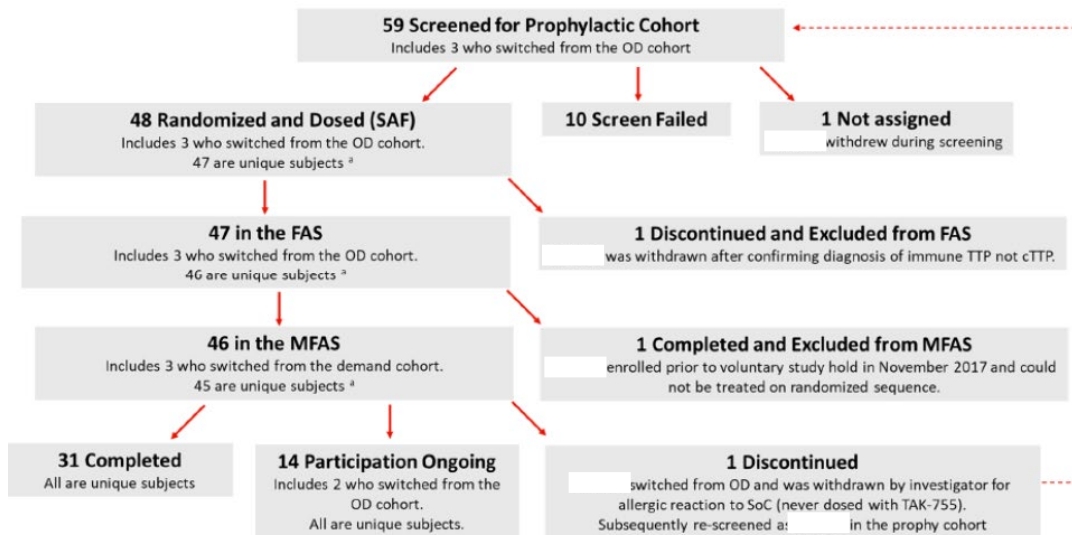 59 Screened for Prophylactic Cohort
Includes 3 who switched from the OD cohort
48 Randomized and Dosed (SAF)
Includes 3 who switched from the OD cohort.
47 are unique subjects ª
10 Screen Failed
1 Not assigned
withdrew during screening
47 in the FAS
Includes 3 who switched from the OD cohort.
46 are unique subjects ª
1 Discontinued and Excluded from FAS
was withdrawn after confirming diagnosis of immune TTP not cTTP.
46 in the MFAS
Includes 3 who switched from the demand cohort.
45 are unique subjects ª
1 Completed and Excluded from MFAS
enrolled prior to voluntary study hold in November 2017 and could
not be treated on randomized sequence.
31 Completed
All are unique subjects
14 Participation Ongoing
Includes 2 who switched from the
OD cohort.
All are unique subjects.
1 Discontinued
switched from OD and was withdrawn by investigator for
allergic reaction to SoC (never dosed with TAK-755).
Subsequently re-screened as in the prophy cohort